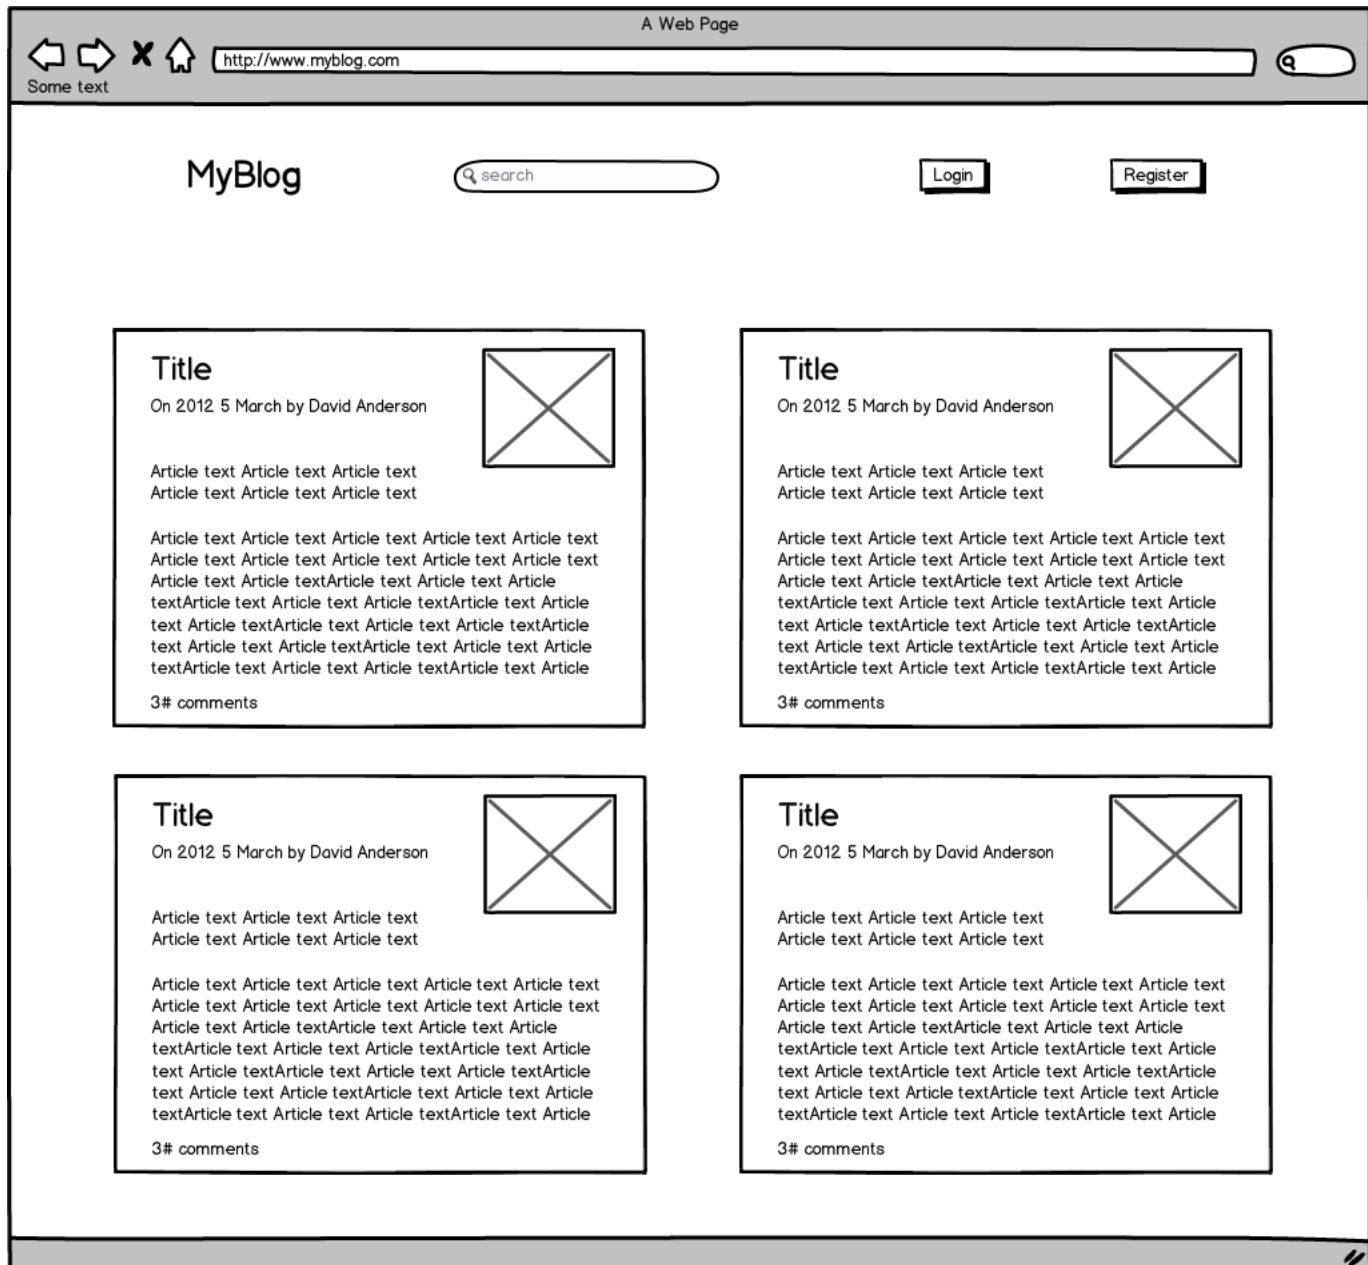 A Web Page
http://www.myblog.com
Some text
MyBlog
search
Login
Register
Title
On 2012 5 March by David Anderson
Article text Article text Article text
Article text Article text Article text
Article text Article text Article text Article text Article text
Article text Article text Article text Article text Article text
Article text Article textArticle text Article text Article
textArticle text Article text Article textArticle text Article
text Article textArticle text Article text Article textArticle
text Article text Article textArticle text Article text Article
textArticle text Article text Article textArticle text Article
3# comments
Title
On 2012 5 March by David Anderson
Article text Article text Article text
Article text Article text Article text
Article text Article text Article text Article text Article text
Article text Article text Article text Article text Article text
Article text Article textArticle text Article text Article
textArticle text Article text Article textArticle text Article
text Article textArticle text Article text Article textArticle
text Article text Article textArticle text Article text Article
textArticle text Article text Article textArticle text Article
3# comments
Title
On 2012 5 March by David Anderson
Article text Article text Article text
Article text Article text Article text
Article text Article text Article text Article text Article text
Article text Article text Article text Article text Article text
Article text Article textArticle text Article text Article
textArticle text Article text Article textArticle text Article
text Article textArticle text Article text Article textArticle
text Article text Article textArticle text Article text Article
textArticle text Article text Article textArticle text Article
3# comments
Title
On 2012 5 March by David Anderson
Article text Article text Article text
Article text Article text Article text
Article text Article text Article text Article text Article text
Article text Article text Article text Article text Article text
Article text Article textArticle text Article text Article
textArticle text Article text Article textArticle text Article
text Article textArticle text Article text Article textArticle
text Article text Article textArticle text Article text Article
textArticle text Article text Article textArticle text Article
3# comments